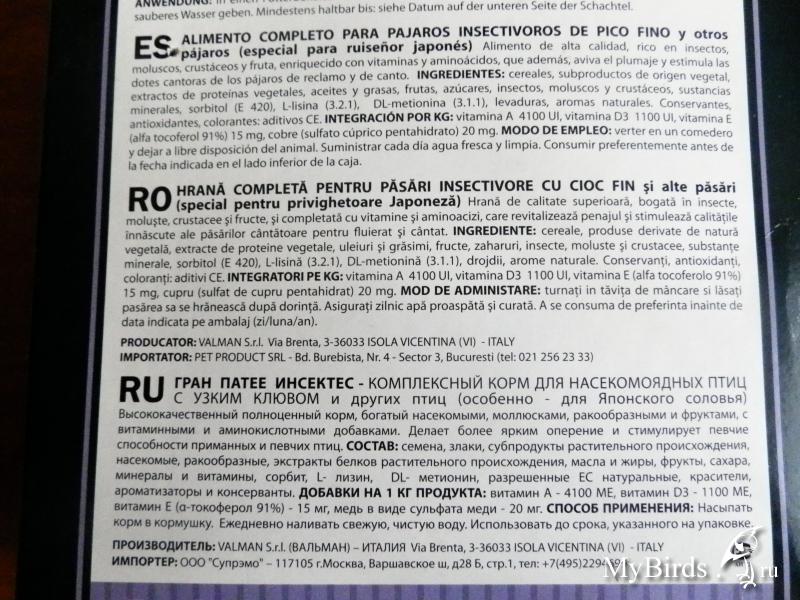 sauberes Wasser geben. Mindestens haltbar bis: siehe Datum auf der unteren Seite der Schachtel.
ES ALIMENTO COMPLETO PARA PAJAROS INSECTIVOROS DE PICO FINO y otros
pájaros (especial para ruiseñor japonés) Alimento de alta calidad, rico en insectos,
moluscos, crustáceos y fruta, enriquecido con vitaminas y aminoácidos, que además, aviva el plumaje y estimula las
dotes cantoras de los pájaros de reclamo y de canto. INGREDIENTES: cereales, subproductos de origen vegetal,
extractos de proteínas vegetales, aceites y grasas, frutas, azúcares, insectos, moluscos y crustáceos, sustancias
minerales, sorbitol (E 420), L-lisina (3.2.1), DL-metionina (3.1.1), levaduras, aromas naturales. Conservantes,
antioxidantes, colorantes: aditivos CE. INTEGRACIÓN POR KG: vitamina A 4100 UI, vitamina D3 1100 UI, vitamina E
(alfa tocoferol 91%) 15 mg, cobre (sulfato cúprico pentahidrato) 20 mg. MODO DE EMPLEO: verter en un comedero
y dejar a libre disposición del animal. Suministrar cada día agua fresca y limpia. Consumir preferentemente antes de
la fecha indicada en el lado inferior de la caja.
RO HRANĂ COMPLETĂ PENTRU PĂSĂRI INSECTIVORE CU CIOC FIN şi alte păsări
(special pentru privighetoare Japoneză) Hrană de calitate superioară, bogată în insecte,
moluşte, crustacee şi fructe, şi completată cu vitamine şi aminoacizi, care revitalizează penajul şi stimulează calităţile
înnăscute ale păsărilor cântătoare pentru fluierat şi cântat. INGREDIENTE: cereale, produse derivate de natură
vegetală, extracte de proteine vegetale, uleiuri şi grăsimi, fructe, zaharuri, insecte, moluste şi crustacee, substanţe
minerale, sorbitol (E 420), L-lisină (3.2.1), DL-metionină (3.1.1), drojdii, arome naturale. Conservanţi, antioxidanţi,
coloranţi: aditivi CE. INTEGRATORI PE KG: vitamina A 4100 UI, vitamina D3 1100 UI, vitamina E (alfa tocoferolo 91%)
15 mg, cupru (sulfat de cupru pentahidrat) 20 mg. MOD DE ADMINISTARE: turnaţi in tăviţa de mâncare si lăsaţi
pasărea sa se hrănească după dorinţă. Asiguraţi zilnic apă proaspătă şi curată. A se consuma de preferinta inainte de
data indicata pe ambalaj (zi/luna/an).
PRODUCATOR: VALMAN S.r.l. Via Brenta, 3-36033 ISOLA VICENTINA (VI) - ITALY
IMPORTATOR: PET PRODUCT SRL - Bd. Burebista, Nr. 4 - Sector 3, Bucuresti (tel: 021 256 23 33)
RU ГРАН ПАТЕЕ ИНСЕКТЕС - КОМПЛЕКСНЫЙ КОРМ ДЛЯ НАСЕКОМОЯДНЫХ ПТИЦ
С УЗКИМ КЛЮВОМ и других птиц (особенно - для Японского соловья)
Высококачественный полноценный корм, богатый насекомыми, моллюсками, ракообразными и фруктами, с
витаминными и аминокислотными добавками. Делает более ярким оперение и стимулирует певчие
способности приманных и певчих птиц. СОСТАВ: семена, злаки, субпродукты растительного происхождения,
насекомые, ракообразные, экстракты белков растительного происхождения, масла и жиры, фрукты, сахара,
минералы и витамины, сорбит, L- лизин, DL- метионин, разрешенные ЕС натуральные, красители,
ароматизаторы и консерванты. ДОБАВКИ НА 1 КГ ПРОДУКТА: витамин А - 4100 МЕ, витамин D3 - 1100 МЕ,
витамин Е (α-токоферол 91%) - 15 мг, медь в виде сульфата меди - 20 мг. СПОСОБ ПРИМЕНЕНИЯ: Насыпать
корм в кормушку. Ежедневно наливать свежую, чистую воду. Использовать до срока, указанного на упаковке.
ПРОИЗВОДИТЕЛЬ: VALMAN S.r.l. (ВАЛЬМАН) – ИТАЛИЯ Via Brenta, 3-36033 ISOLA VICENTINA (VI) - ITALY
ИМПОРТЕР: ООО "Супрэмо" – 117105 г.Москва, Варшавское ш, д28 Б, стр.1, тел:
MyBirds.ru